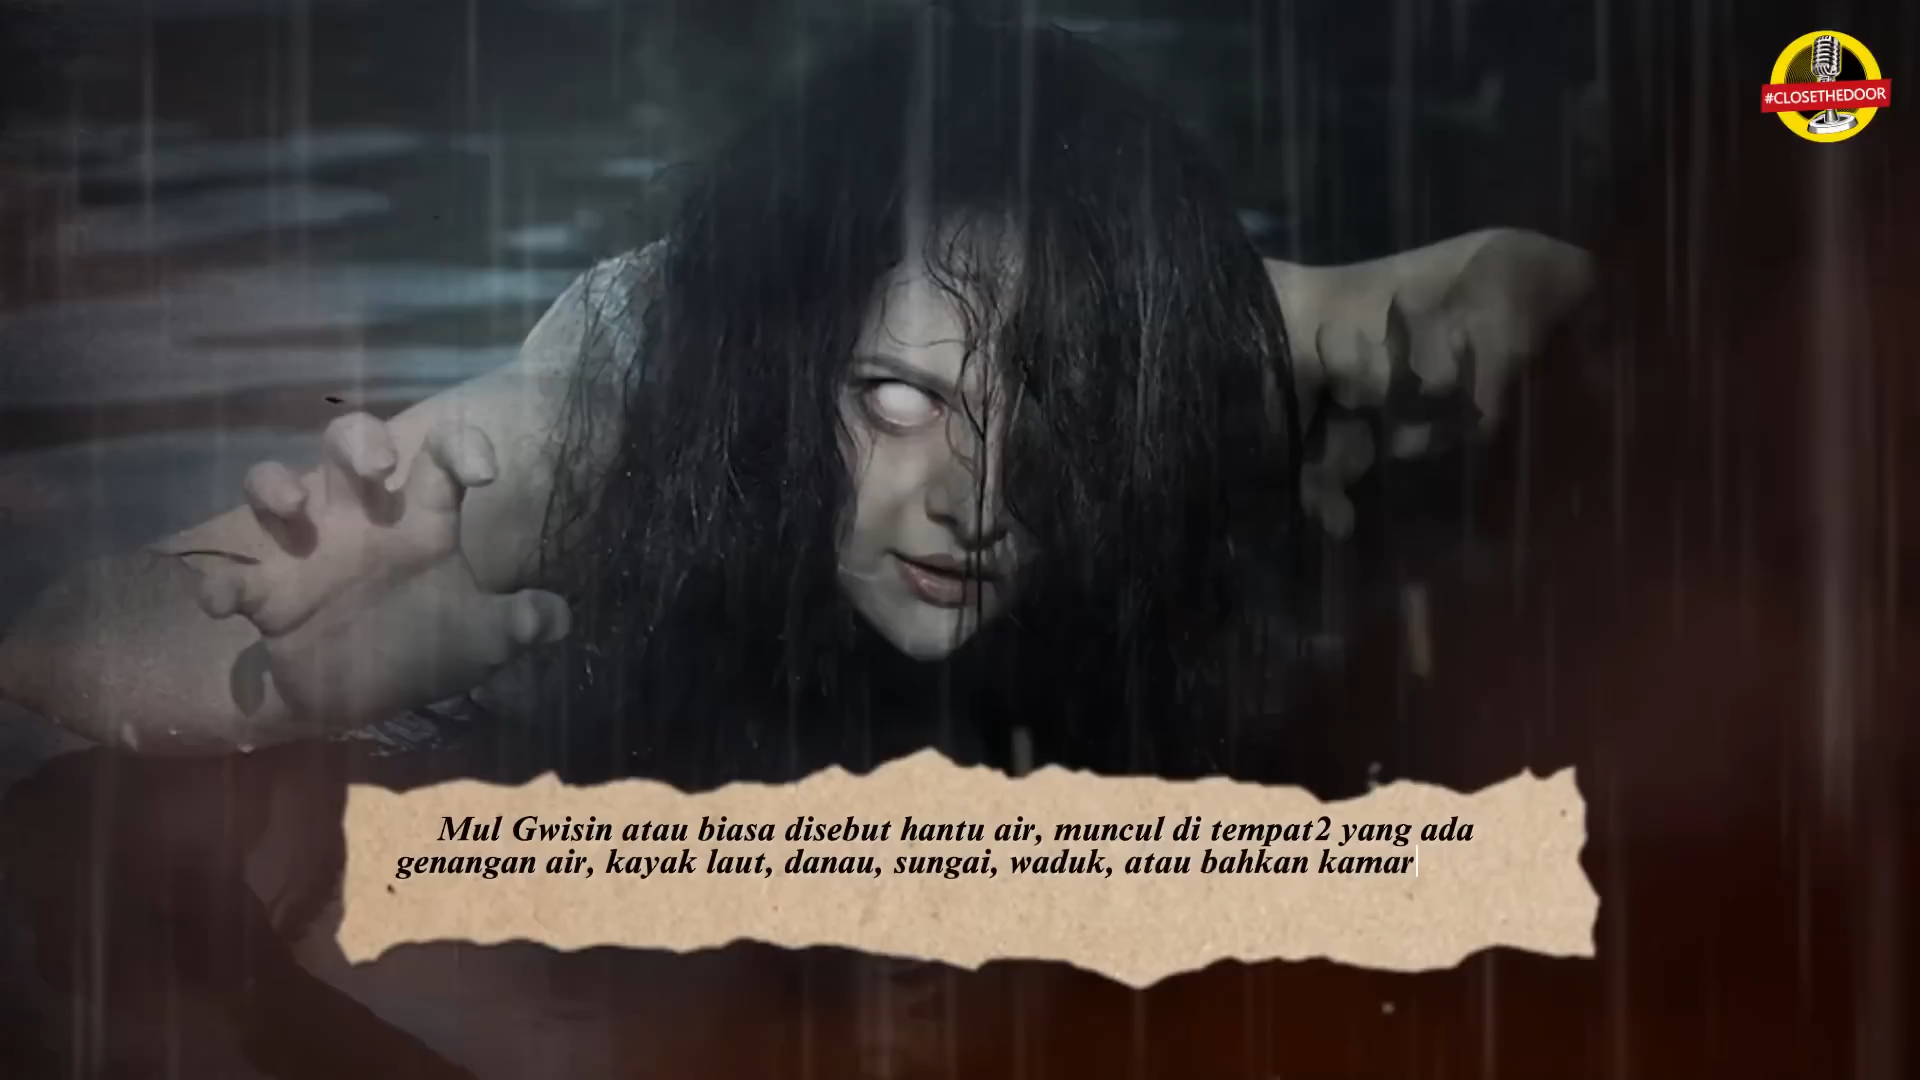 #CLOSETHEDOOR
Mul Gwisin atau biasa disebut hantu air, muncul di tempat2 yang ada
genangan air, kayak laut, danau, sungai, waduk, atau bahkan kamar